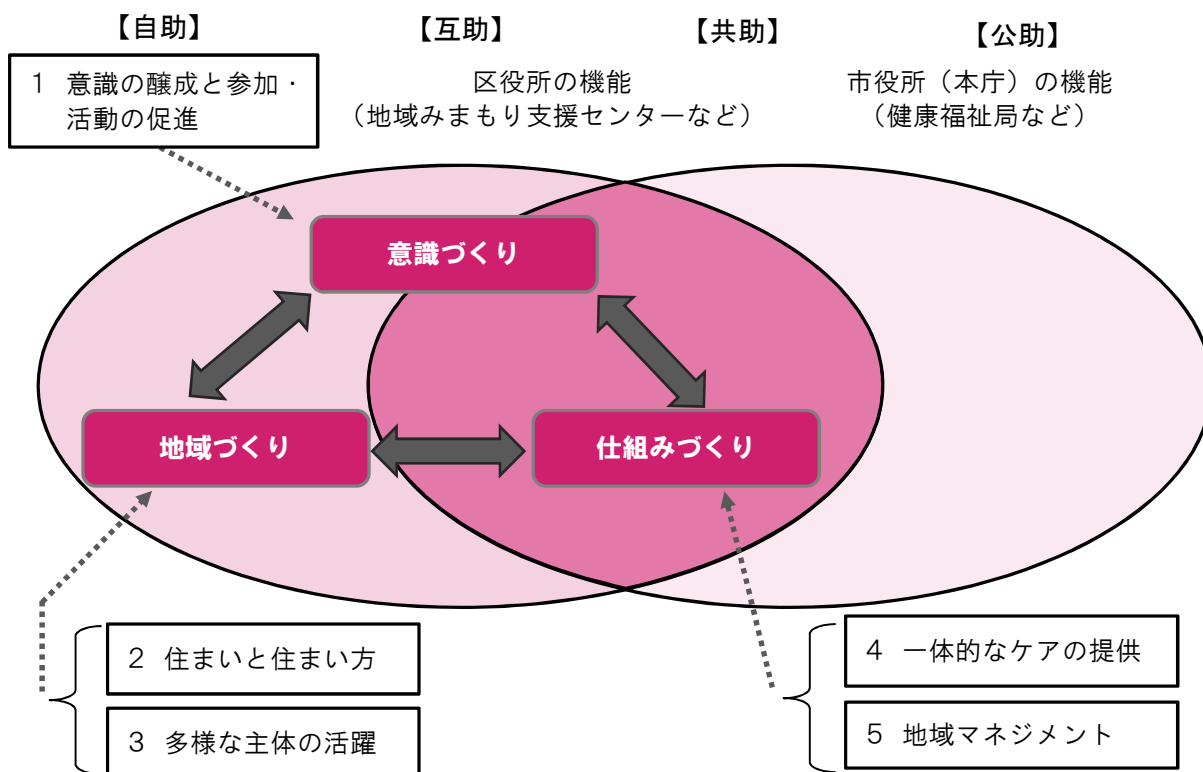 【自助】
【互助】
【共助】
【公助】
1 意識の醸成と参加・
活動の促進
区役所の機能
（地域みまもり支援センターなど）
市役所（本庁）の機能
（健康福祉局など）
意識づくり
地域づくり
仕組みづくり
2 住まいと住まい方
3 多様な主体の活躍
4 一体的なケアの提供
5 地域マネジメント